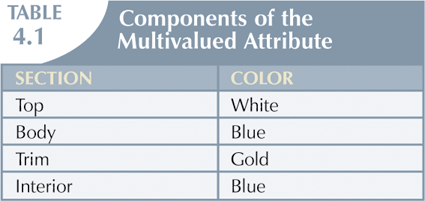 TABLE
4.1
Components of the
Multivalued Attribute
SECTION COLOR
Top White
Body Blue
Trim Gold
Interior Blue